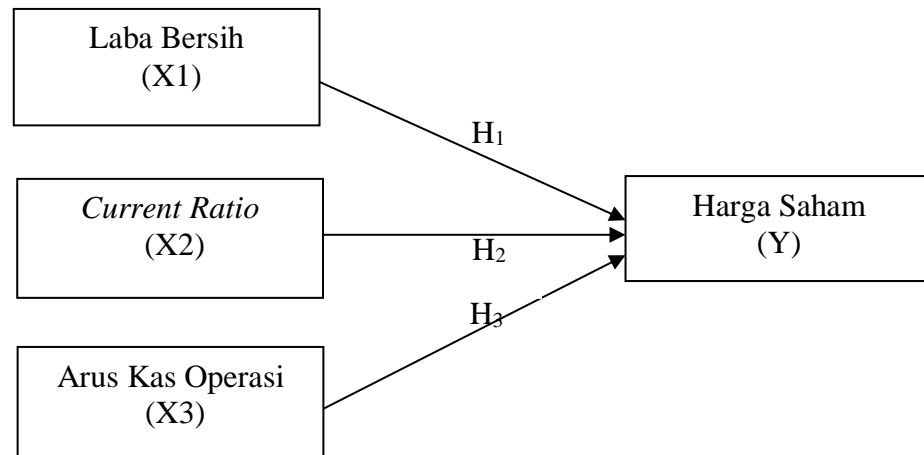 Laba Bersih
(X1)
H₁
Current Ratio
(X2)
H₂
Harga Saham
(Y)
H₃
Arus Kas Operasi
(X3)